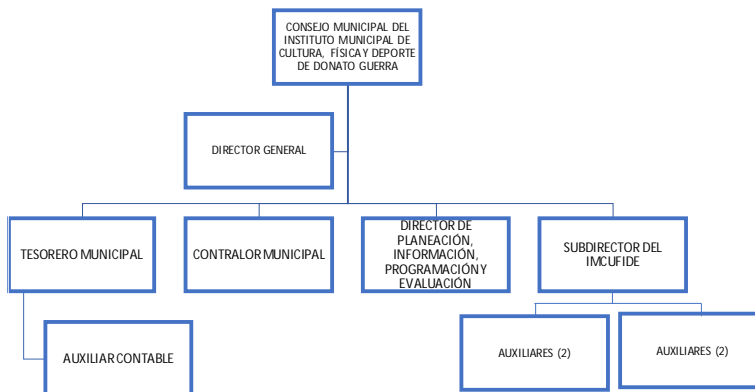 CONSEJO MUNICIPAL DEL
INSTITUTO MUNICIPAL DE
CULTURA, FÍSICA Y DEPORTE
DE DONATO GUERRA
DIRECTOR GENERAL
TESORERO MUNICIPAL
CONTRALOR MUNICIPAL
DIRECTOR DE
PLANEACIÓN,
INFORMACIÓN,
PROGRAMACIÓN Y
EVALUACIÓN
SUBDIRECTOR DEL
IMCUFIDE
AUXILIAR CONTABLE
AUXILIARES (2)
AUXILIARES (2)